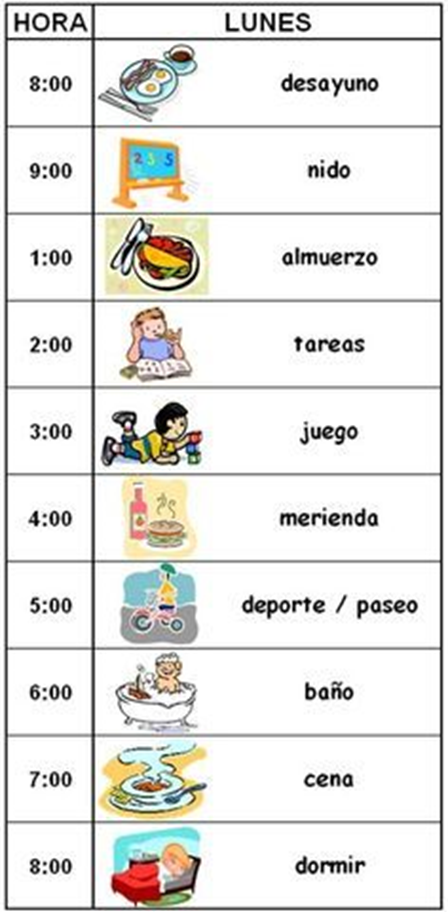 HORA LUNES
8:00 desayuno
9:00 nido
1:00 almuerzo
2:00 tareas
3:00 juego
4:00 merienda
5:00 deporte / paseo
6:00 baño
7:00 cena
8:00 dormir